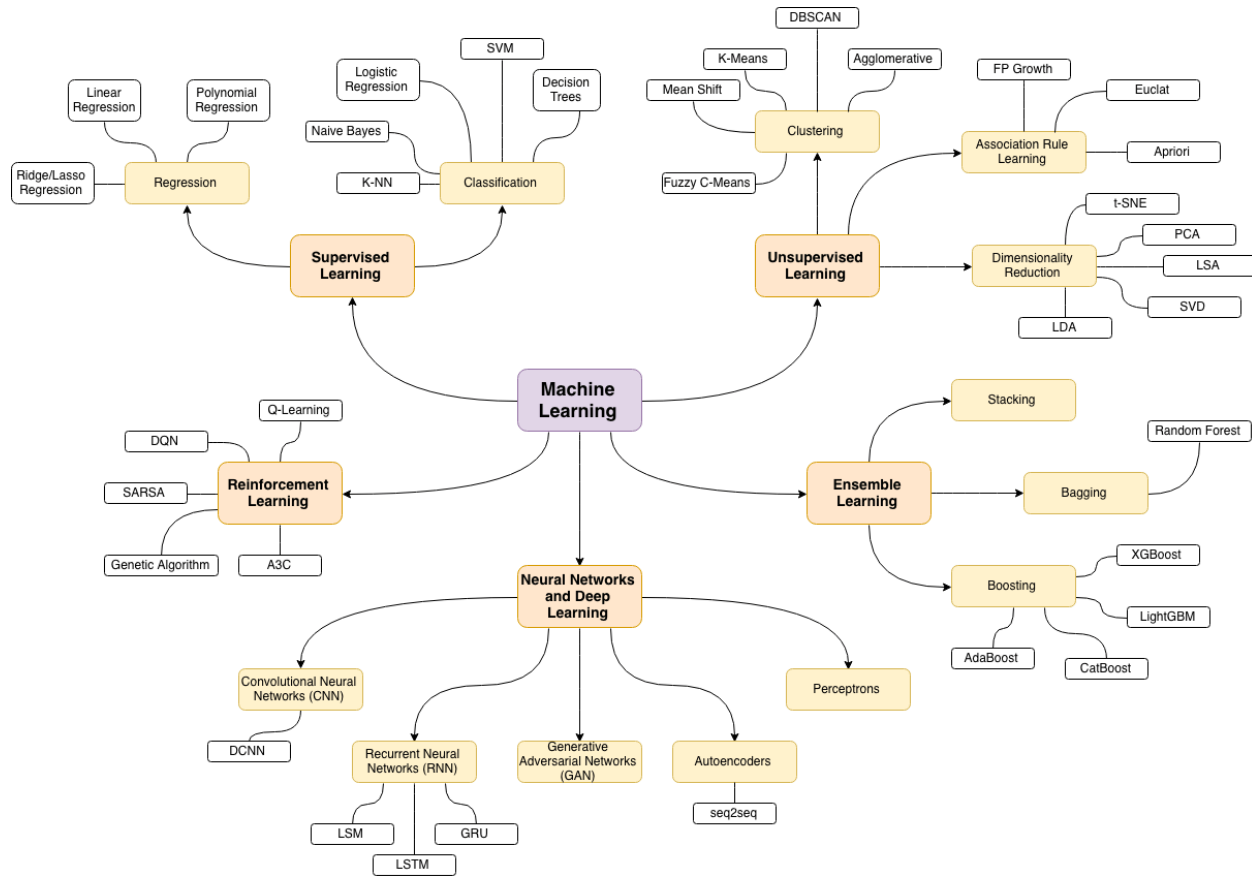 DBSCAN
SVM
K-Means
Agglomerative
Logistic
Regression
FP Growth
Linear
Regression
Polynomial
Regression
Decision
Trees
Mean Shift
Euclat
Naive Bayes
Clustering
Association Rule
Learning
Apriori
Ridge/Lasso
Regression
Regression
K-NN
Classification
Fuzzy C-Means
t-SNE
PCA
Supervised
Learning
Unsupervised
Learning
Dimensionality
Reduction
LSA
SVD
LDA
Machine
Learning
Stacking
Q-Learning
DQN
Random Forest
SARSA
Reinforcement
Learning
Ensemble
Learning
Bagging
Genetic Algorithm
A3C
XGBoost
Neural Networks
and Deep
Learning
Boosting
LightGBM
AdaBoost
CatBoost
Convolutional Neural
Networks (CNN)
Perceptrons
DCNN
Recurrent Neural
Networks (RNN)
Generative
Adversarial Networks
(GAN)
Autoencoders
seq2seq
LSM
GRU
LSTM